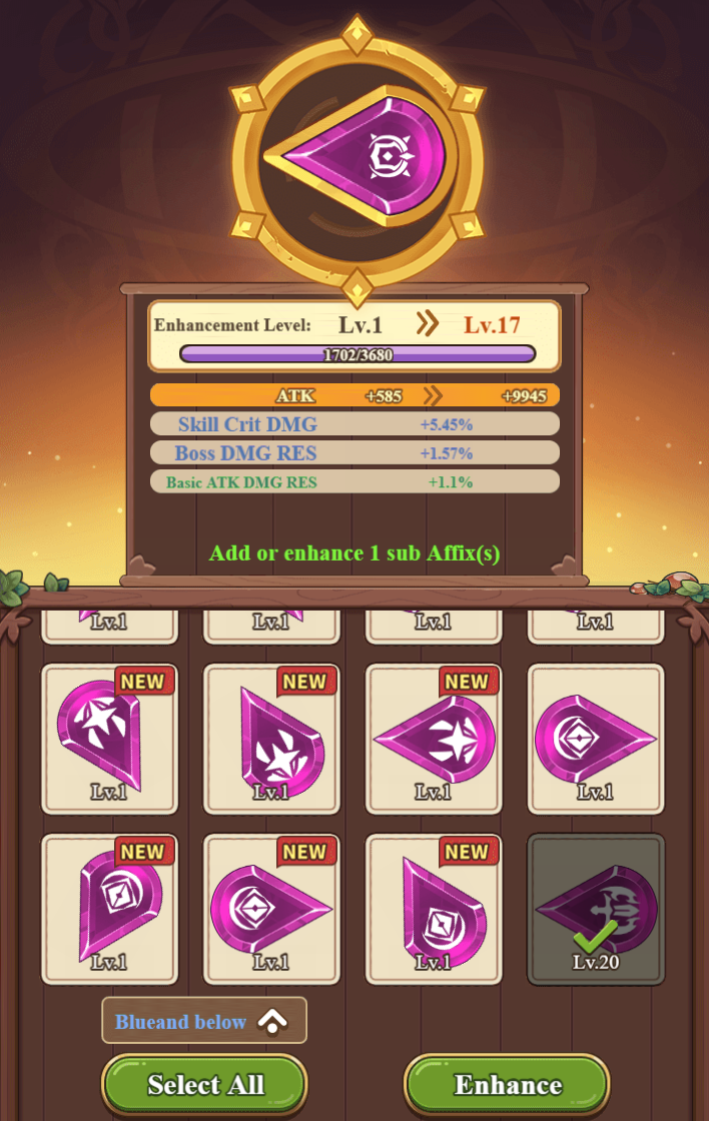 Enhancement Level: Lv.1 Lv.17
1702/3680
ATK +585 +9945
Skill Crit DMG +5.45%
Boss DMG RES +1.57%
Basic ATK DMG RES +1.1%
Add or enhance 1 sub Affix(s)
Lv.1 Lv.1 Lv.1 Lv.1
NEW NEW NEW
Lv.1 Lv.1 Lv.1 Lv.1
NEW NEW NEW
Lv.1 Lv.1 Lv.1 Lv.20
Blueand below
Select All Enhance